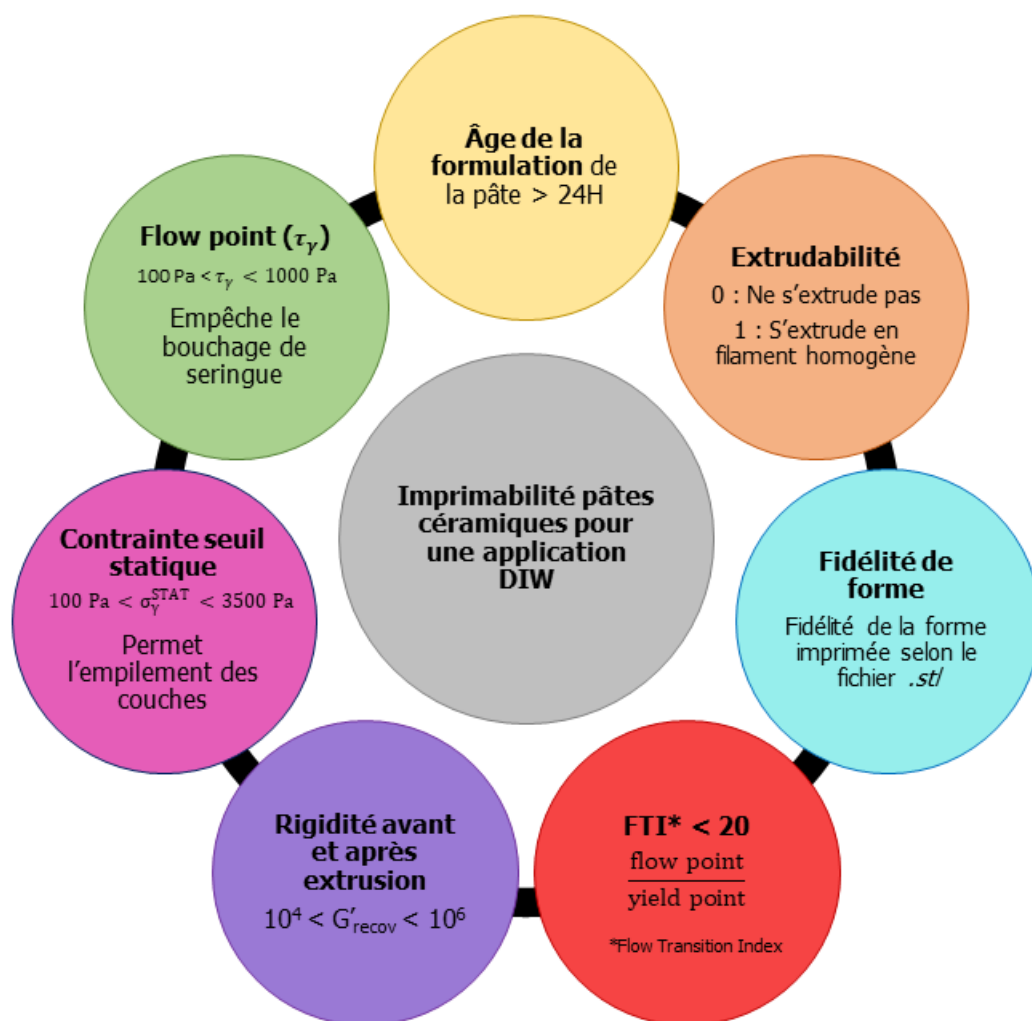 Âge de la
formulation de
la pâte > 24H
Extrudabilité
0 : Ne s’extrude pas
1 : S’extrude en
filament homogène
Fidélité de
forme
Fidélité de la forme
imprimée selon le
fichier .stl
FTI* < 20
flow point
yield point
*Flow Transition Index
Rigidité avant
et après
extrusion
10⁴ < G'recov < 10⁶
Contrainte seuil
statique
100 Pa < σγ^STAT < 3500 Pa
Permet
l’empilement des
couches
Flow point (τγ)
100 Pa < τγ < 1000 Pa
Empêche le
bouchage de
seringue
Imprimabilité pâtes
céramiques pour
une application
DIW